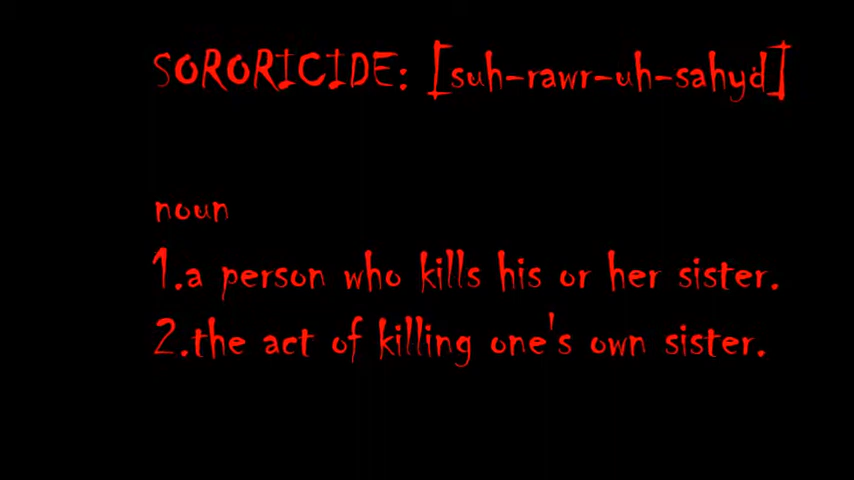 SORORICIDE: [suh-rawr-uh-sahyd]
noun
1.a person who kills his or her sister.
2.the act of killing one's own sister.